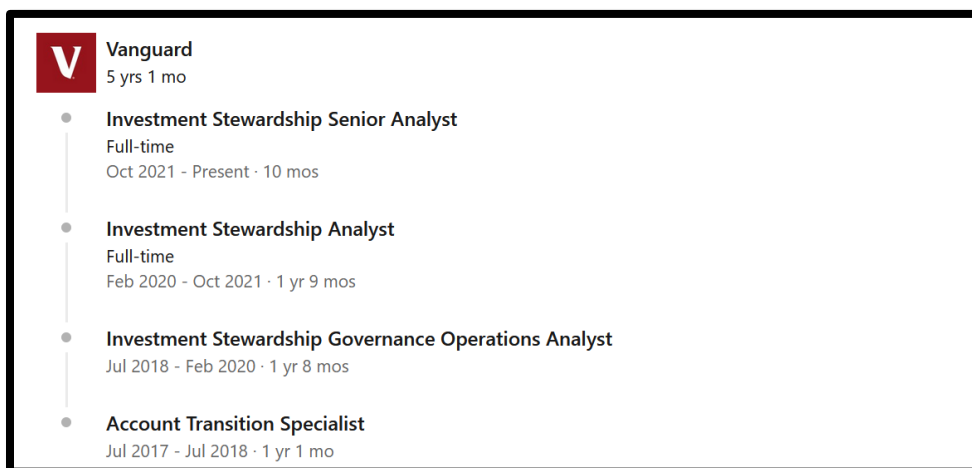 V
Vanguard
5 yrs 1 mo
Investment Stewardship Senior Analyst
Full-time
Oct 2021 - Present · 10 mos
Investment Stewardship Analyst
Full-time
Feb 2020 - Oct 2021 · 1 yr 9 mos
Investment Stewardship Governance Operations Analyst
Jul 2018 - Feb 2020 · 1 yr 8 mos
Account Transition Specialist
Jul 2017 - Jul 2018 · 1 yr 1 mo